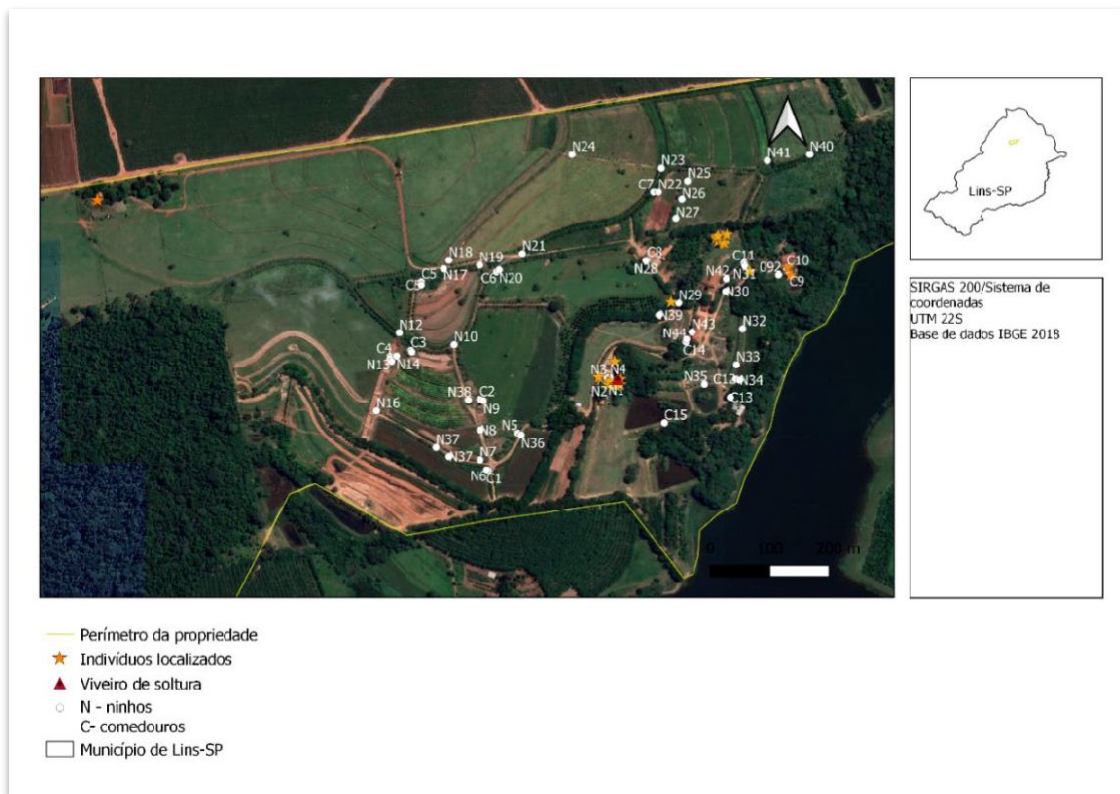 N24
N41
N40
N23
N25
C7
N22
N26
N27
N21
N18
N19
C5
N17
C6
N20
C8
N28
C11
C10
C9
N42
N30
N29
N39
N43
N44
C14
N32
N33
N35
N34
C13
C15
N12
N10
C4
C3
N13
N14
N16
N38
C2
N9
N8
N5
N36
N37
N37
N7
N6
C1
N3
N4
N2
N1
0 100 200 m
Lins-SP
SIRGAS 200/Sistema de
coordenadas
UTM 22S
Base de dados IBGE 2018
Perímetro da propriedade
Indivíduos localizados
Viveiro de soltura
N - ninhos
C- comedouros
Município de Lins-SP